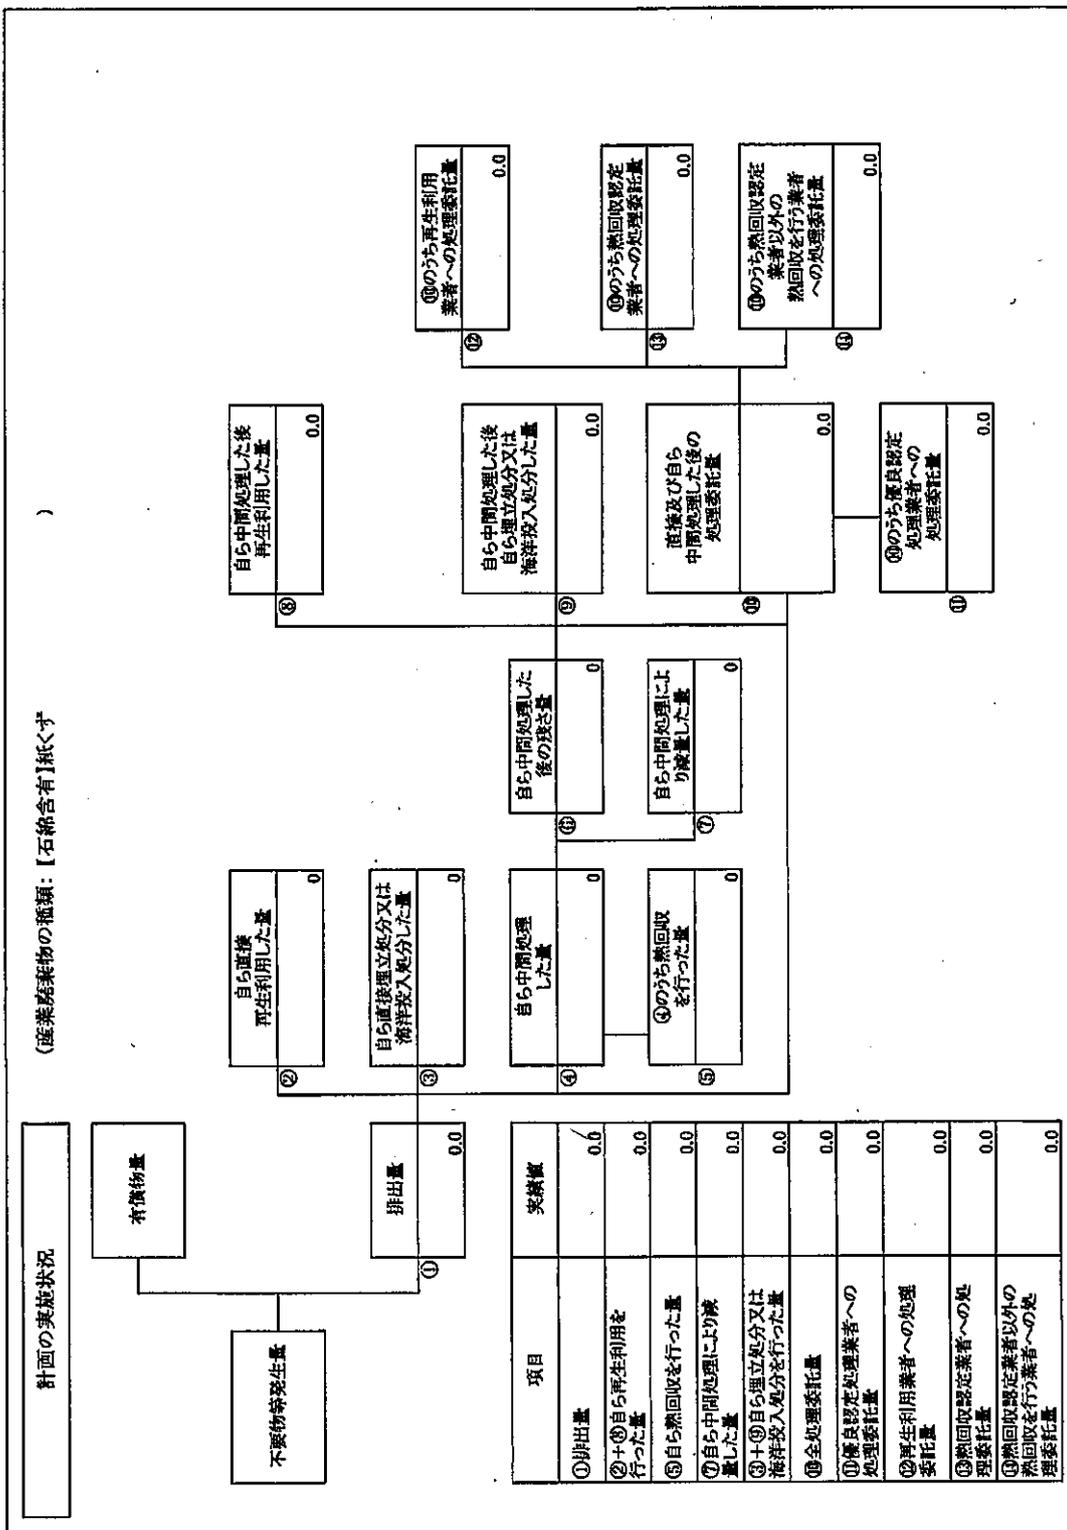 計画の実施状況
(産業廃棄物の種類:【石綿含有】紙くず )
不要物等発生量
有償物量
排出量
①
0.0
自ら直接
再生利用した量
②
0
自ら直接埋立処分又は
海洋投入処分した量
③
0
自ら中間処理
した量
④
0
④のうち熱回収
を行った量
⑤
0
自ら中間処理した
後の残さ量
⑥
0
自ら中間処理によ
り減量した量
⑦
0
自ら中間処理した後
再生利用した量
⑧
0.0
自ら中間処理した後
自ら埋立処分又は
海洋投入処分した量
⑨
0.0
直接及び自ら
中間処理した後の
処理委託量
⑩
0.0
⑩のうち優良認定
処理業者への
処理委託量
⑪
0.0
⑩のうち再生利用
業者への処理委託量
⑫
0.0
⑩のうち熱回収認定
業者への処理委託量
⑬
0.0
⑩のうち熱回収認定
業者以外の
熱回収を行う業者
への処理委託量
⑭
0.0
項目 実績値
①排出量 0.0
②+⑧自ら再生利用を
行った量 0.0
⑤自ら熱回収を行った量 0.0
⑦自ら中間処理により減
量した量 0.0
③+⑨自ら埋立処分又は
海洋投入処分を行った量 0.0
⑩全処理委託量 0.0
⑪優良認定処理業者への
処理委託量 0.0
⑫再生利用業者への処理
委託量 0.0
⑬熱回収認定業者への処
理委託量 0.0
⑭熱回収認定業者以外の
熱回収を行う業者への処
理委託量 0.0